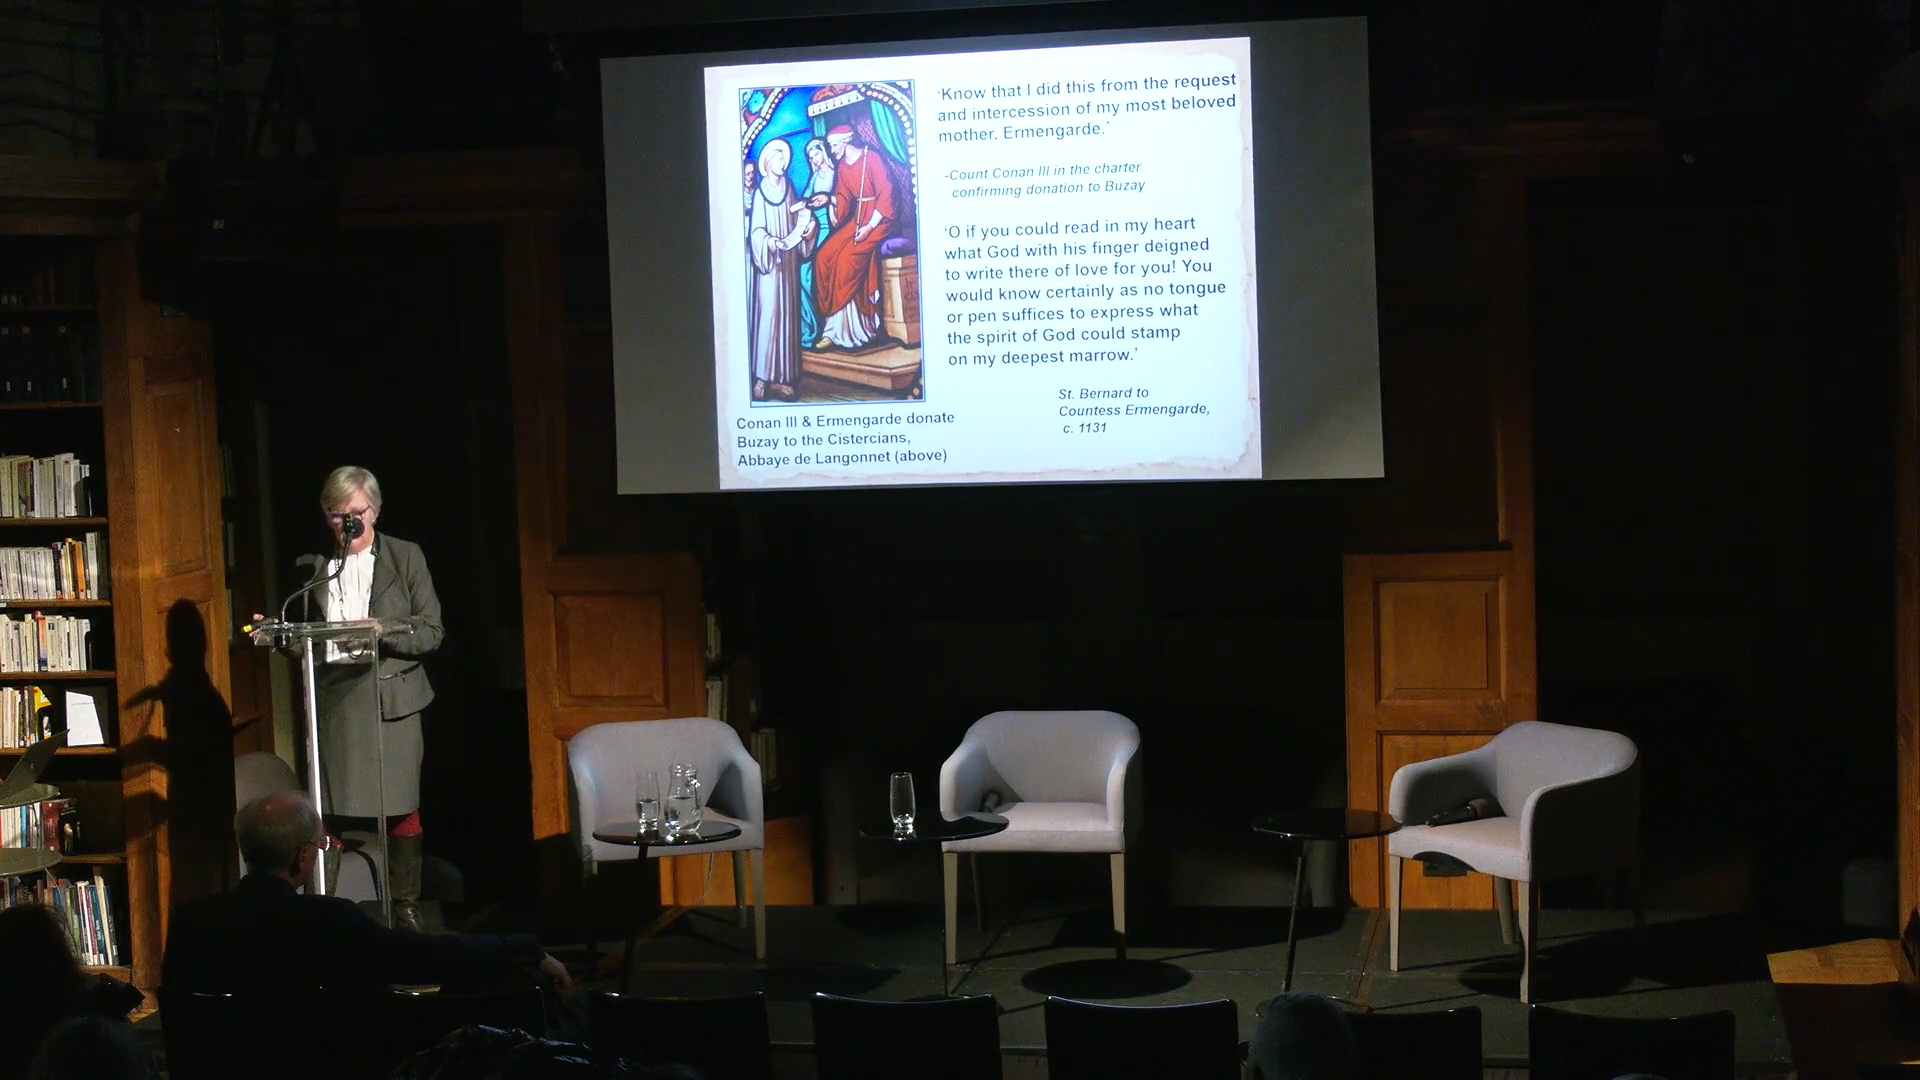 ‘Know that I did this from the request
and intercession of my most beloved
mother, Ermengarde.’
-Count Conan III in the charter
confirming donation to Buzay
‘O if you could read in my heart
what God with his finger deigned
to write there of love for you! You
would know certainly as no tongue
or pen suffices to express what
the spirit of God could stamp
on my deepest marrow.’
St. Bernard to
Countess Ermengarde,
c. 1131
Conan III & Ermengarde donate
Buzay to the Cistercians,
Abbaye de Langonnet (above)